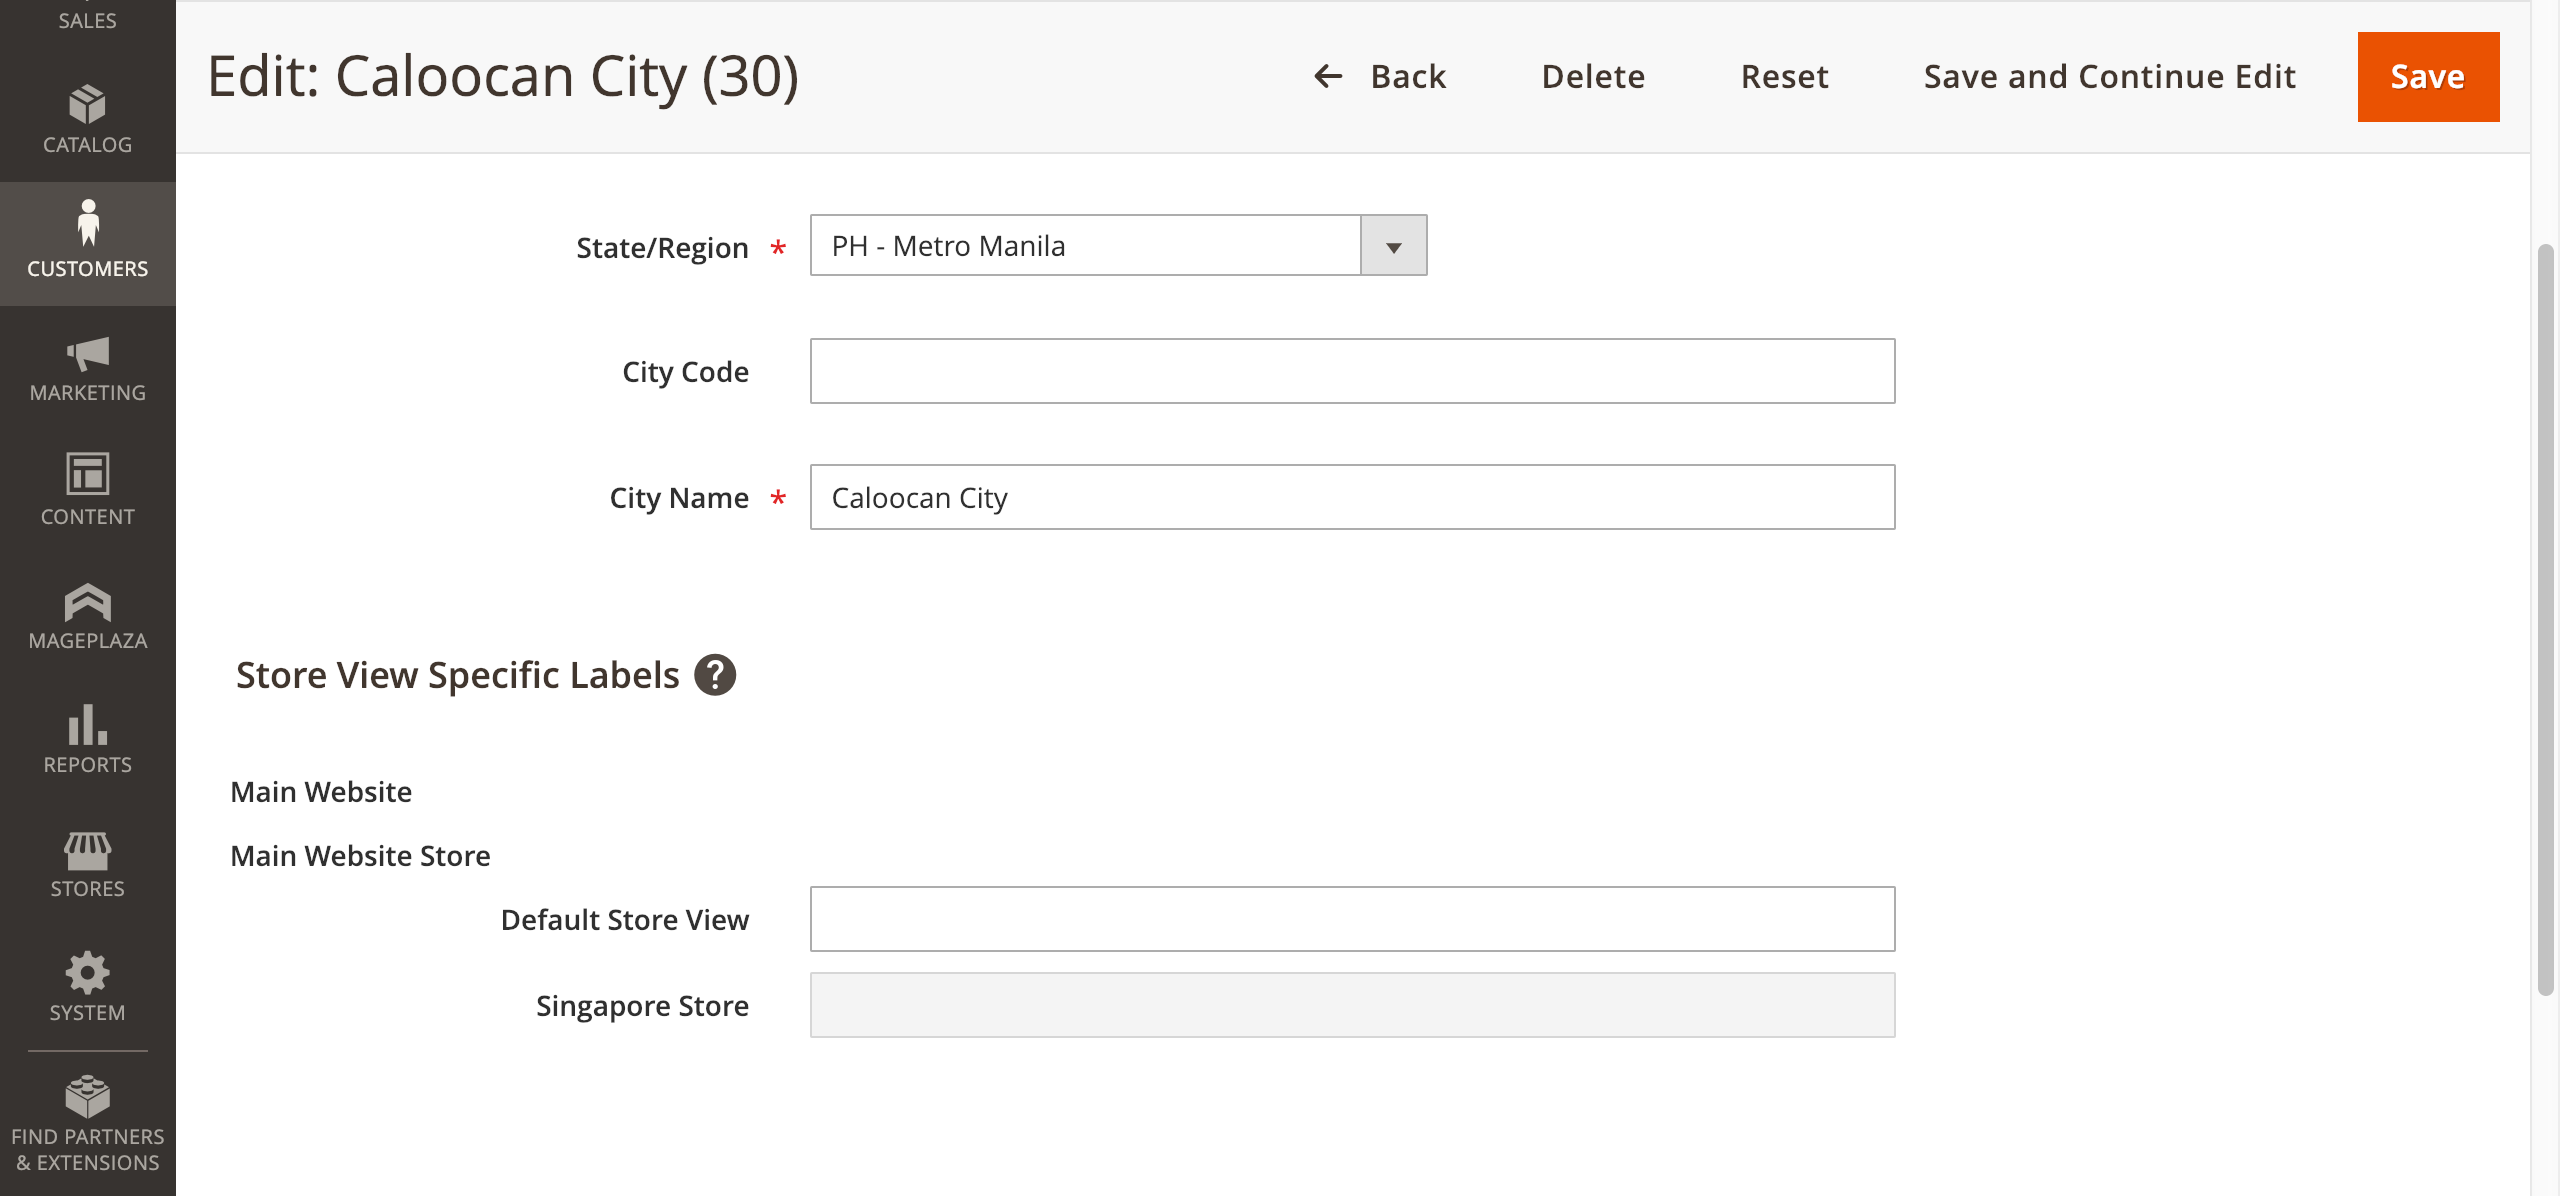 SALES
CATALOG
CUSTOMERS
MARKETING
CONTENT
MAGEPLAZA
REPORTS
STORES
SYSTEM
FIND PARTNERS
& EXTENSIONS
Edit: Caloocan City (30)
Back
Delete
Reset
Save and Continue Edit
Save
State/Region *
PH - Metro Manila
City Code
City Name *
Caloocan City
Store View Specific Labels ?
Main Website
Main Website Store
Default Store View
Singapore Store